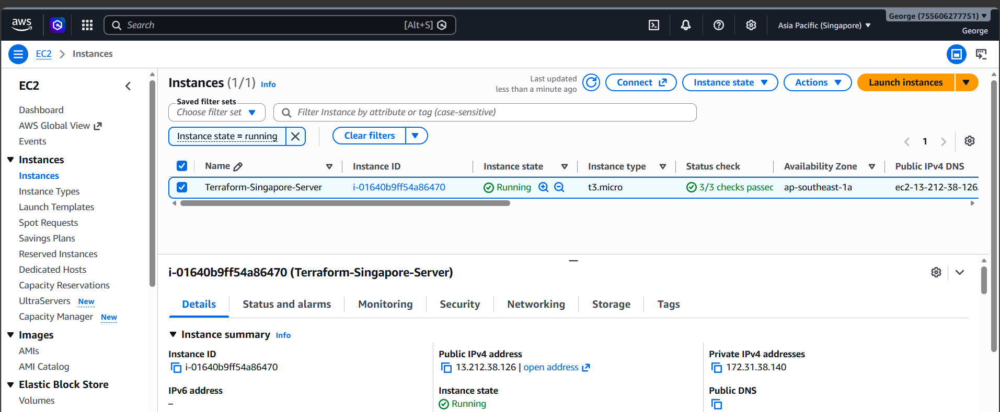 aws
Search
[Alt+S]
Asia Pacific (Singapore)
George (755606277751)
George
EC2
Instances
EC2
Dashboard
AWS Global View
Events
Instances
Instances
Instance Types
Launch Templates
Spot Requests
Savings Plans
Reserved Instances
Dedicated Hosts
Capacity Reservations
UltraServers New
Capacity Manager New
Images
AMIs
AMI Catalog
Elastic Block Store
Volumes
Instances (1/1) Info
Last updated
less than a minute ago
Connect
Instance state
Actions
Launch instances
Saved filter sets
Choose filter set
Filter Instance by attribute or tag (case-sensitive)
Instance state = running
Clear filters
1
Name
Instance ID
Instance state
Instance type
Status check
Availability Zone
Public IPv4 DNS
Terraform-Singapore-Server
i-01640b9ff54a86470
Running
t3.micro
3/3 checks passec
ap-southeast-1a
ec2-13-212-38-126.
i-01640b9ff54a86470 (Terraform-Singapore-Server)
Details
Status and alarms
Monitoring
Security
Networking
Storage
Tags
Instance summary Info
Instance ID
i-01640b9ff54a86470
Public IPv4 address
13.212.38.126 | open address
Private IPv4 addresses
172.31.38.140
IPv6 address
–
Instance state
Running
Public DNS